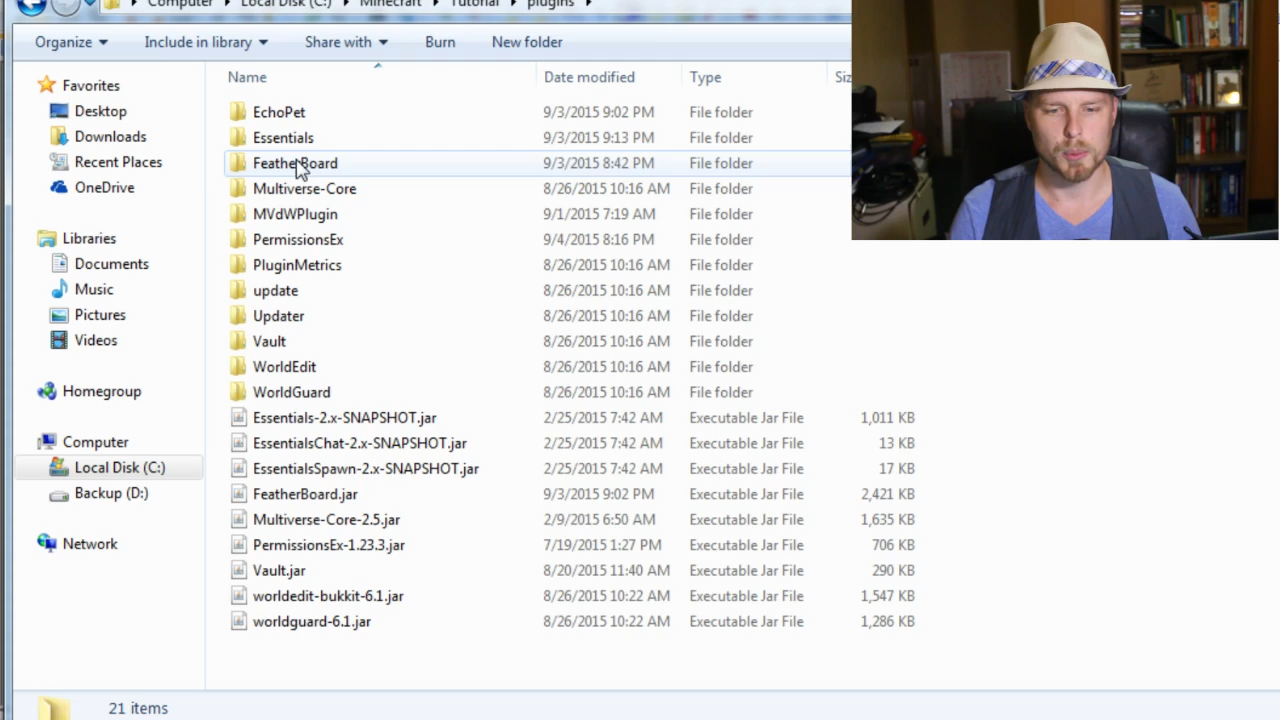 Computer Local Disk (C:) Minecraft Tutorial plugins
Organize Include in library Share with Burn New folder
Name Date modified Type Siz
Favorites
Desktop
Downloads
Recent Places
OneDrive
Libraries
Documents
Music
Pictures
Videos
Homegroup
Computer
Local Disk (C:)
Backup (D:)
Network
EchoPet 9/3/2015 9:02 PM File folder
Essentials 9/3/2015 9:13 PM File folder
FeatherBoard 9/3/2015 8:42 PM File folder
Multiverse-Core 8/26/2015 10:16 AM File folder
MVdWPlugin 9/1/2015 7:19 AM File folder
PermissionsEx 9/4/2015 8:16 PM File folder
PluginMetrics 8/26/2015 10:16 AM File folder
update 8/26/2015 10:16 AM File folder
Updater 8/26/2015 10:16 AM File folder
Vault 8/26/2015 10:16 AM File folder
WorldEdit 8/26/2015 10:16 AM File folder
WorldGuard 8/26/2015 10:16 AM File folder
Essentials-2.x-SNAPSHOT.jar 2/25/2015 7:42 AM Executable Jar File 1,011 KB
EssentialsChat-2.x-SNAPSHOT.jar 2/25/2015 7:42 AM Executable Jar File 13 KB
EssentialsSpawn-2.x-SNAPSHOT.jar 2/25/2015 7:42 AM Executable Jar File 17 KB
FeatherBoard.jar 9/3/2015 9:02 PM Executable Jar File 2,421 KB
Multiverse-Core-2.5.jar 2/9/2015 6:50 AM Executable Jar File 1,635 KB
PermissionsEx-1.23.3.jar 7/19/2015 1:27 PM Executable Jar File 706 KB
Vault.jar 8/20/2015 11:40 AM Executable Jar File 290 KB
worldedit-bukkit-6.1.jar 8/26/2015 10:22 AM Executable Jar File 1,547 KB
worldguard-6.1.jar 8/26/2015 10:22 AM Executable Jar File 1,286 KB
21 items